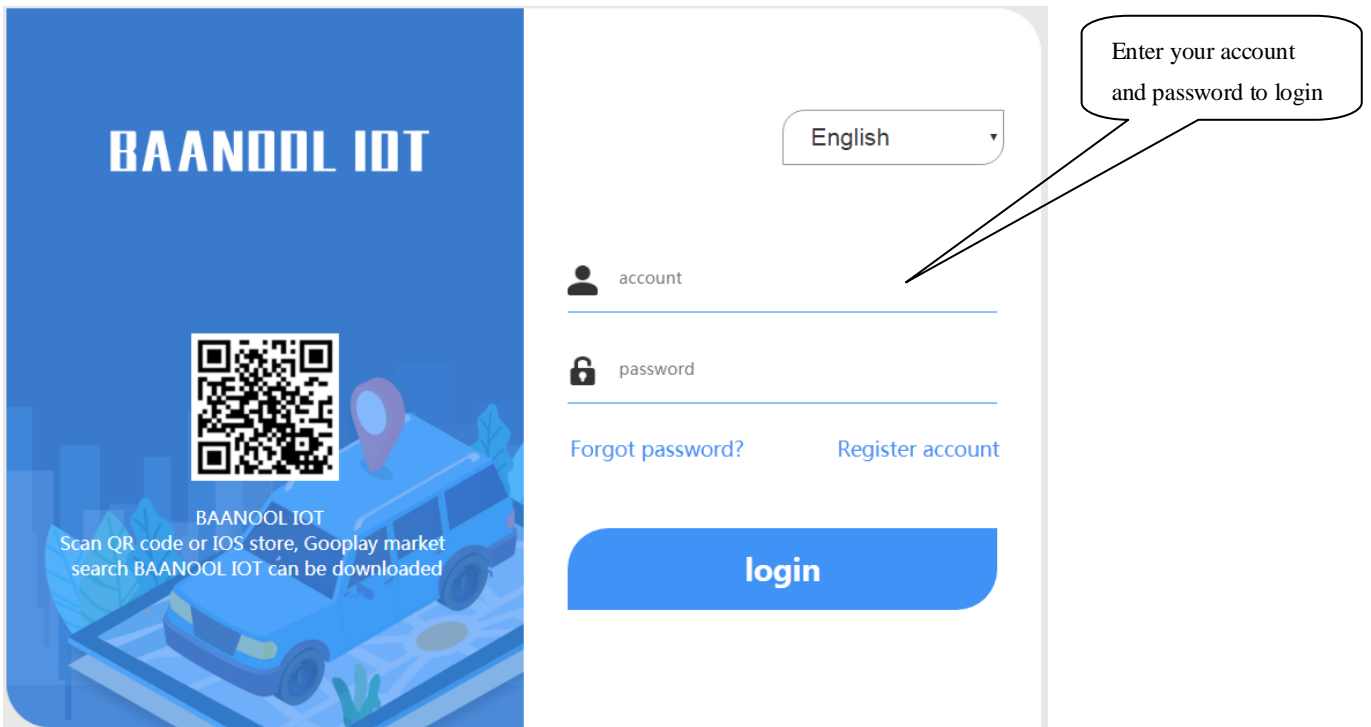 BAANOOL IOT
BAANOOL IOT
Scan QR code or IOS store, Gooplay market
search BAANOOL IOT can be downloaded
English
account
password
Forgot password?
Register account
login
Enter your account
and password to login